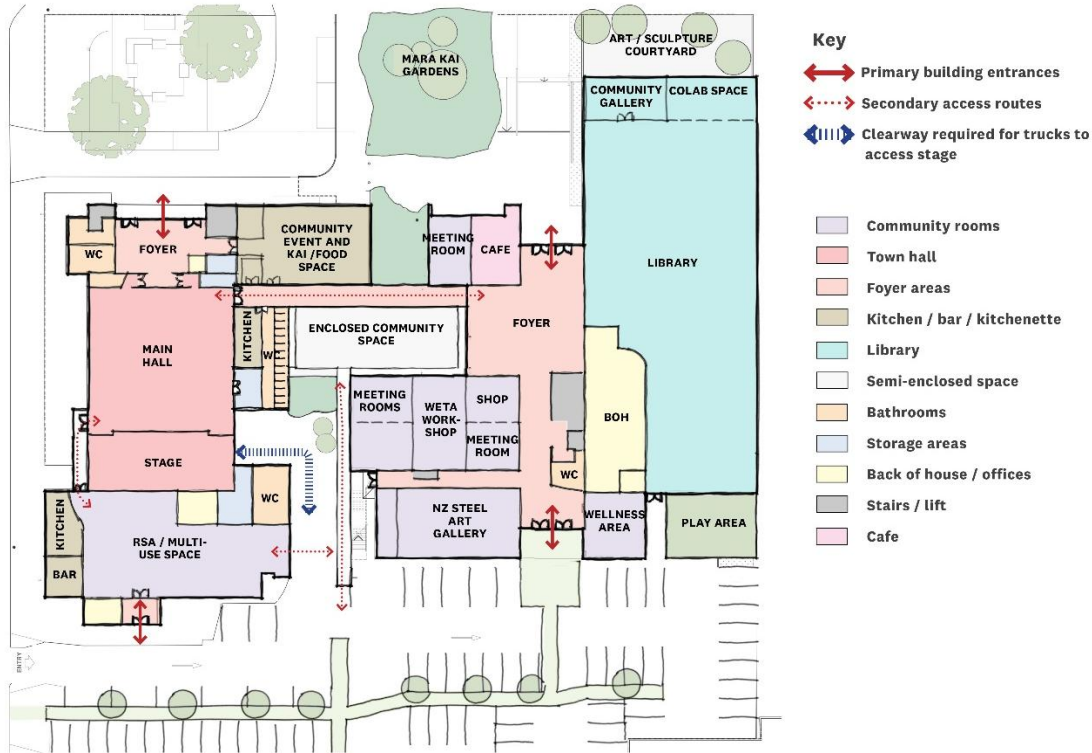 ART / SCULPTURE
COURTYARD
MARA KAI
GARDENS
COMMUNITY
GALLERY
COLAB SPACE
WC
FOYER
COMMUNITY
EVENT AND
KAI /FOOD
SPACE
MEETING
ROOM
CAFE
LIBRARY
MAIN
HALL
KITCHEN
WC
ENCLOSED COMMUNITY
SPACE
FOYER
MEETING
ROOMS
WETA
WORK-
SHOP
SHOP
MEETING
ROOM
BOH
STAGE
WC
WC
KITCHEN
BAR
RSA / MULTI-
USE SPACE
NZ STEEL
ART
GALLERY
WELLNESS
AREA
PLAY AREA
ENTRY
Key
Primary building entrances
Secondary access routes
Clearway required for trucks to
access stage
Community rooms
Town hall
Foyer areas
Kitchen / bar / kitchenette
Library
Semi-enclosed space
Bathrooms
Storage areas
Back of house / offices
Stairs / lift
Cafe